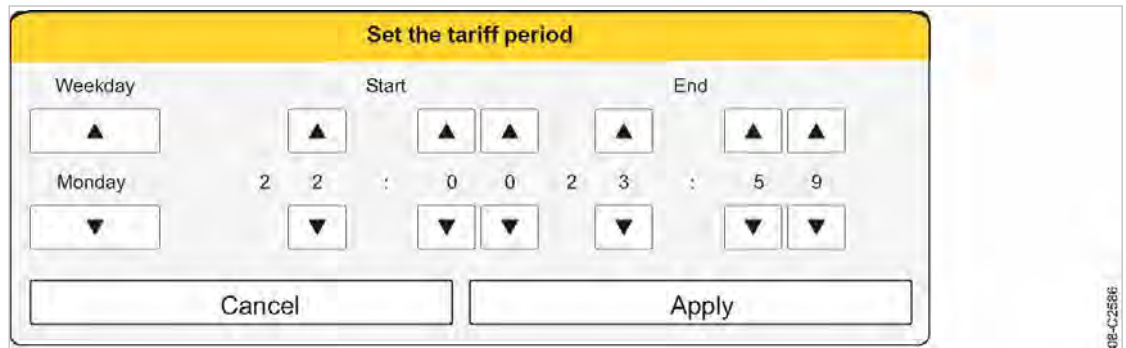 Set the tariff period
Weekday Start End
▲ ▲ ▲ ▲ ▲ ▲ ▲
Monday 2 2 : 0 0 2 3 : 5 9
▼ ▼ ▼ ▼ ▼ ▼ ▼
Cancel Apply
08-C2586